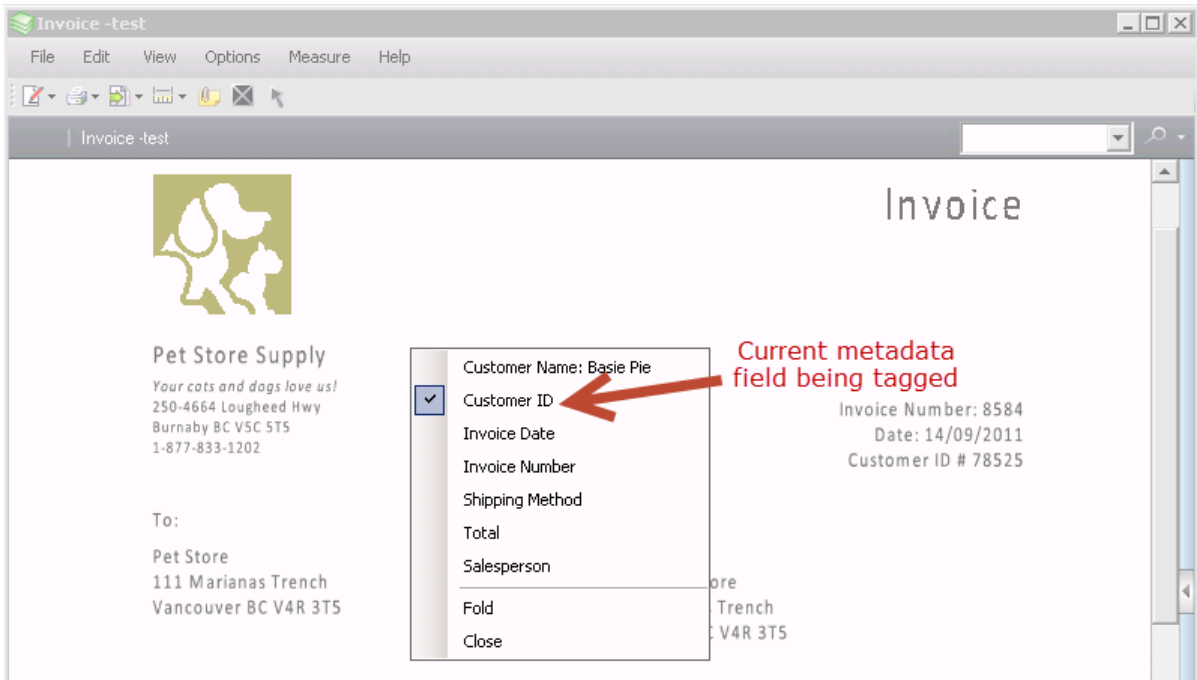 Invoice -test
File Edit View Options Measure Help
Invoice -test
Invoice
Pet Store Supply
Your cats and dogs love us!
250-4664 Lougheed Hwy
Burnaby BC V5C 5T5
1-877-833-1202
Customer Name: Basie Pie
Customer ID
Invoice Date
Invoice Number
Shipping Method
Total
Salesperson
Fold
Close
Current metadata
field being tagged
Invoice Number: 8584
Date: 14/09/2011
Customer ID # 78525
To:
Pet Store
111 Marianas Trench
Vancouver BC V4R 3T5
ore
Trench
V4R 3T5